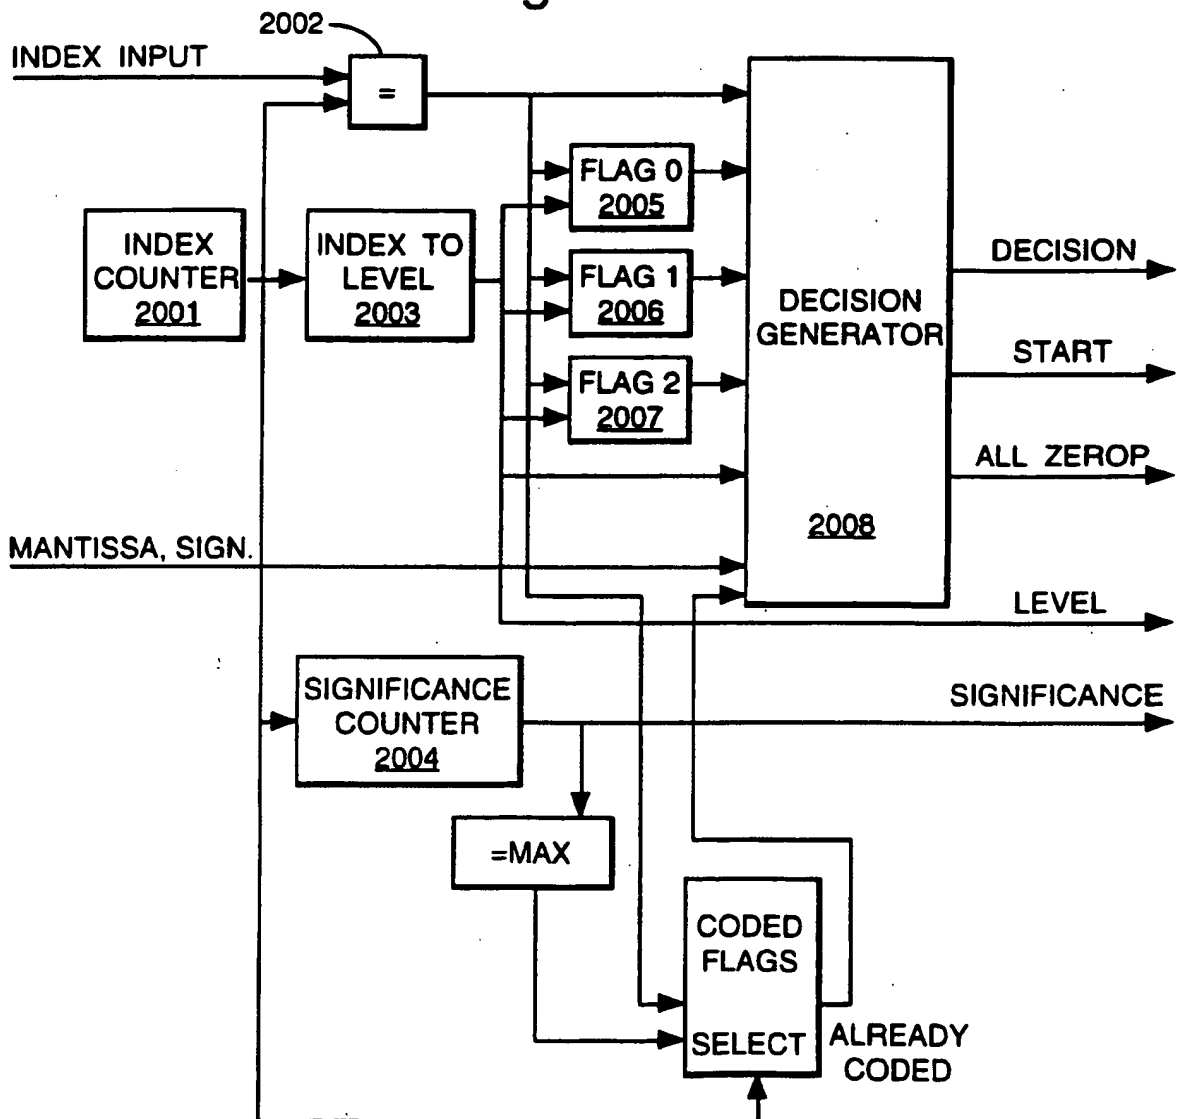 2002
INDEX INPUT
=
INDEX
COUNTER
2001
INDEX TO
LEVEL
2003
FLAG 0
2005
FLAG 1
2006
FLAG 2
2007
DECISION
GENERATOR
2008
DECISION
START
ALL ZEROP
MANTISSA, SIGN.
LEVEL
SIGNIFICANCE
COUNTER
2004
SIGNIFICANCE
=MAX
CODED
FLAGS
SELECT
ALREADY
CODED